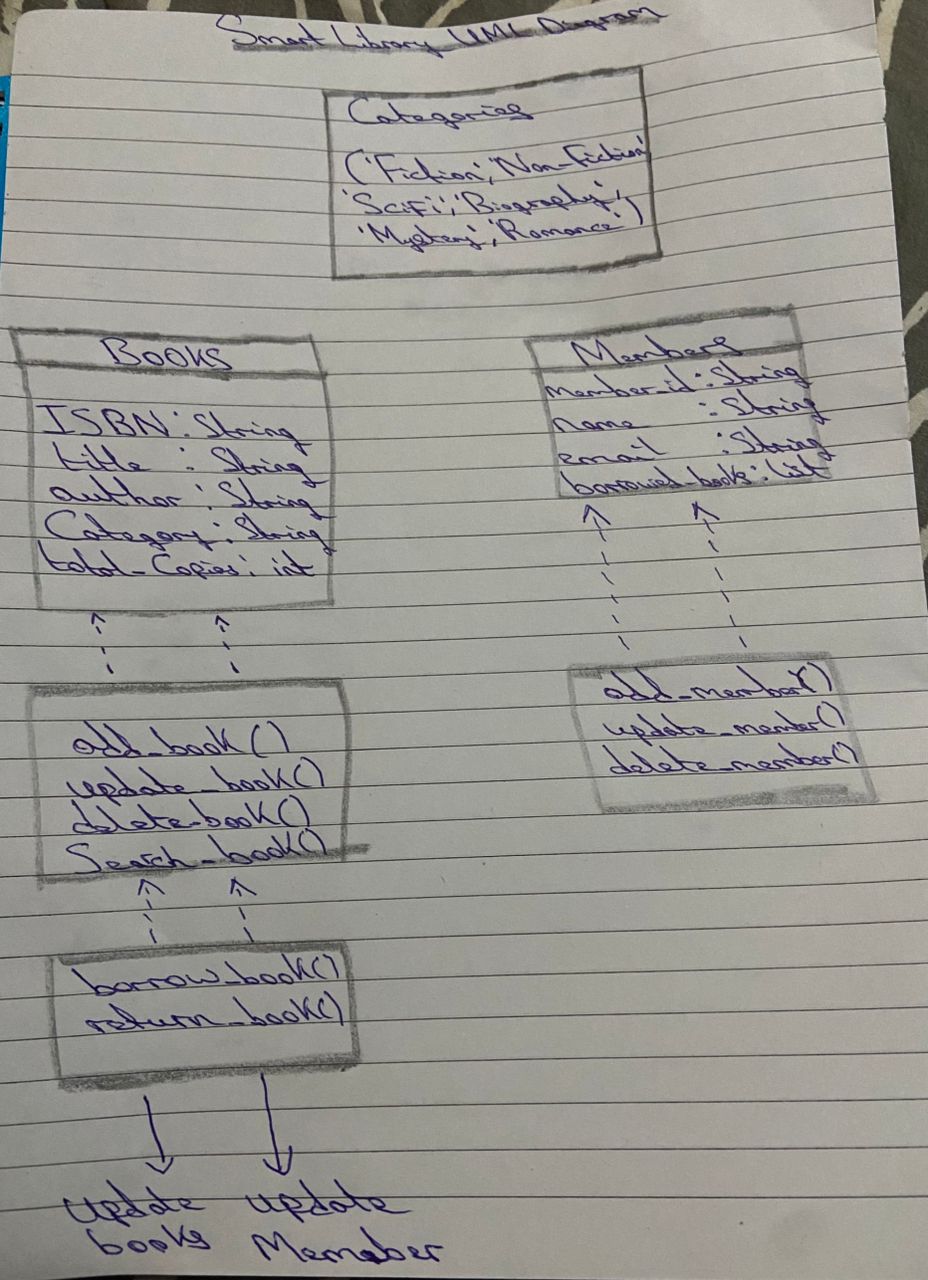 Smart Library UML Diagram
Categories
('Fiction','Non-Fiction'
'SciFi','Biography',
'Mystery','Romance')
Books
ISBN : String
title : String
author : String
Category : String
total_Copies : int
Members
member_id : String
name : String
email : String
borrowed_books : list
add_book()
update_book()
delete_book()
Search_book()
add_member()
update_member()
delete_member()
borrow_book()
return_book()
update books
update Memeber